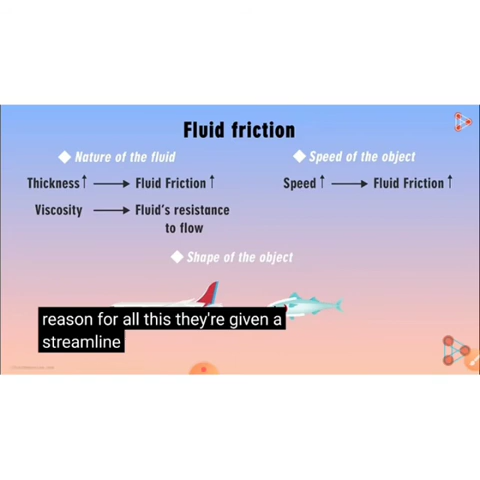 Fluid friction
Nature of the fluid
Speed of the object
Thickness↑ → Fluid Friction↑
Speed↑ → Fluid Friction↑
Viscosity → Fluid's resistance
to flow
Shape of the object
reason for all this they're given a
streamline